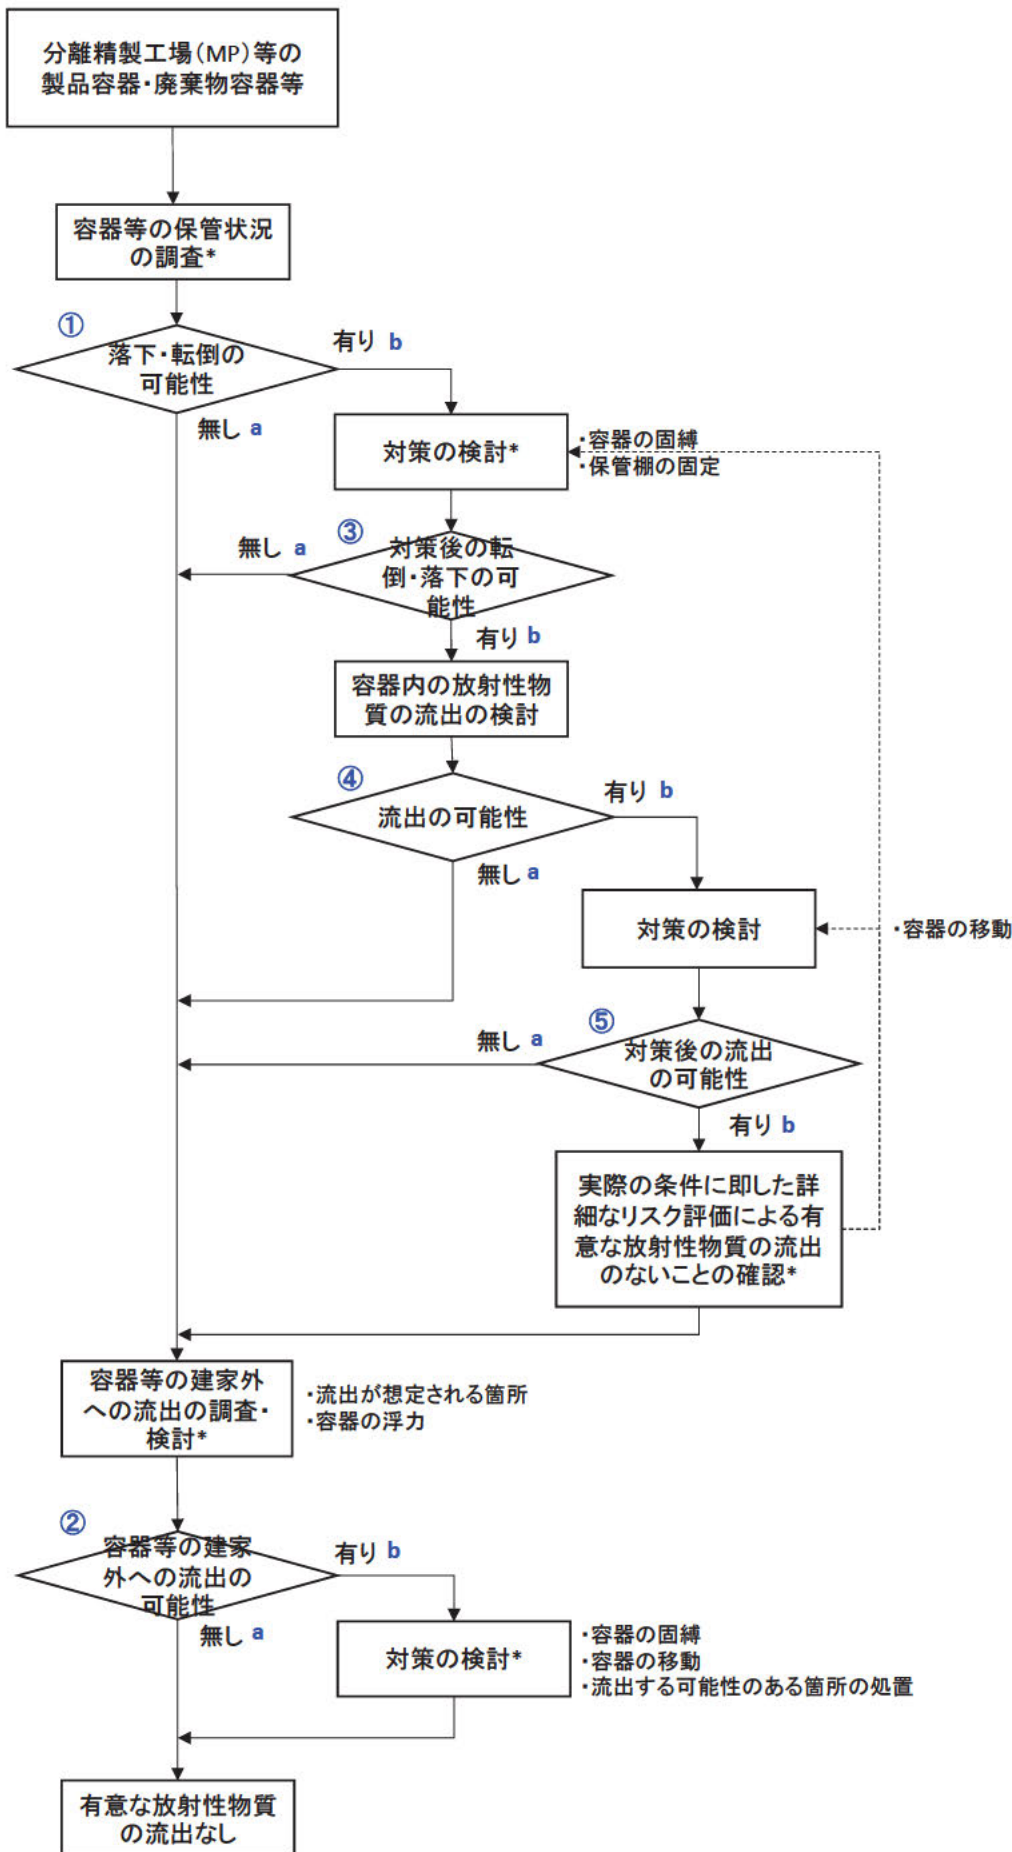 分離精製工場(MP)等の
製品容器・廃棄物容器等
容器等の保管状況
の調査*
①
落下・転倒の
可能性
有り b
無し a
対策の検討*
・容器の固縛
・保管棚の固定
③
対策後の転
倒・落下の可
能性
無し a
有り b
容器内の放射性物
質の流出の検討
④
流出の可能性
有り b
無し a
対策の検討
・容器の移動
⑤
対策後の流出
の可能性
無し a
有り b
実際の条件に即した詳
細なリスク評価による有
意な放射性物質の流出
のないことの確認*
容器等の建家外
への流出の調査・
検討*
・流出が想定される箇所
・容器の浮力
②
容器等の建家
外への流出の
可能性
有り b
無し a
対策の検討*
・容器の固縛
・容器の移動
・流出する可能性のある箇所の処置
有意な放射性物質
の流出なし